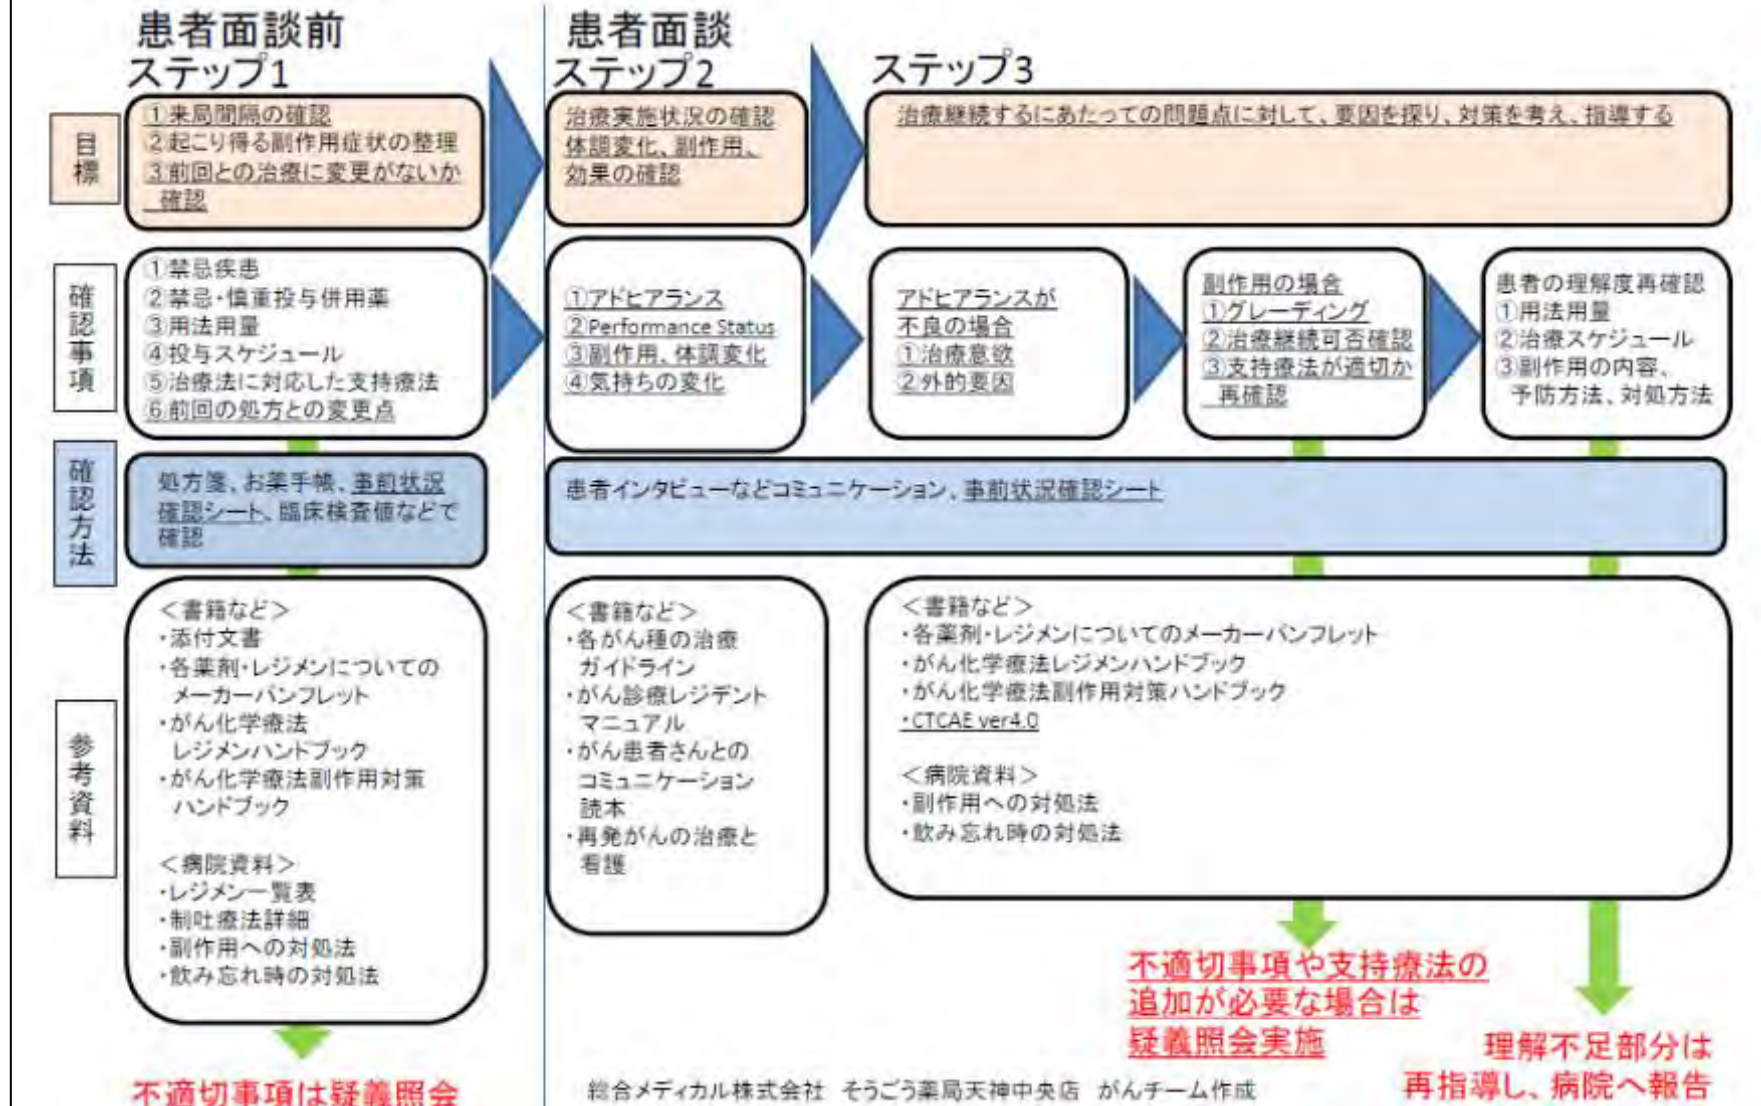 患者面談前
ステップ1
患者面談
ステップ2
ステップ3
目標
①来局間隔の確認
②起こり得る副作用症状の整理
③前回との治療に変更がないか
確認
治療実施状況の確認
体調変化、副作用、
効果の確認
治療継続するにあたっての問題点に対して、要因を探り、対策を考え、指導する
確認事項
①禁忌疾患
②禁忌・慎重投与併用薬
③用法用量
④投与スケジュール
⑤治療法に対応した支持療法
⑥前回の処方との変更点
①アドヒアランス
②Performance Status
③副作用、体調変化
④気持ちの変化
アドヒアランスが
不良の場合
①治療意欲
②外的要因
副作用の場合
①グレーディング
②治療継続可否確認
③支持療法が適切か
再確認
患者の理解度再確認
①用法用量
②治療スケジュール
③副作用の内容、
予防方法、対処方法
確認方法
処方箋、お薬手帳、事前状況
確認シート、臨床検査値などで
確認
患者インタビューなどコミュニケーション、事前状況確認シート
参考資料
＜書籍など＞
・添付文書
・各薬剤・レジメンについての
メーカーパンフレット
・がん化学療法
レジメンハンドブック
・がん化学療法副作用対策
ハンドブック
＜病院資料＞
・レジメン一覧表
・制吐療法詳細
・副作用への対処法
・飲み忘れ時の対処法
＜書籍など＞
・各がん種の治療
ガイドライン
・がん診療レジデント
マニュアル
・がん患者さんとの
コミュニケーション
読本
・再発がんの治療と
看護
＜書籍など＞
・各薬剤・レジメンについてのメーカーパンフレット
・がん化学療法レジメンハンドブック
・がん化学療法副作用対策ハンドブック
・CTCAE ver4.0
＜病院資料＞
・副作用への対処法
・飲み忘れ時の対処法
不適切事項は疑義照会
不適切事項や支持療法の
追加が必要な場合は
疑義照会実施
理解不足部分は
再指導し、病院へ報告
総合メディカル株式会社 そうごう薬局天神中央店 がんチーム作成